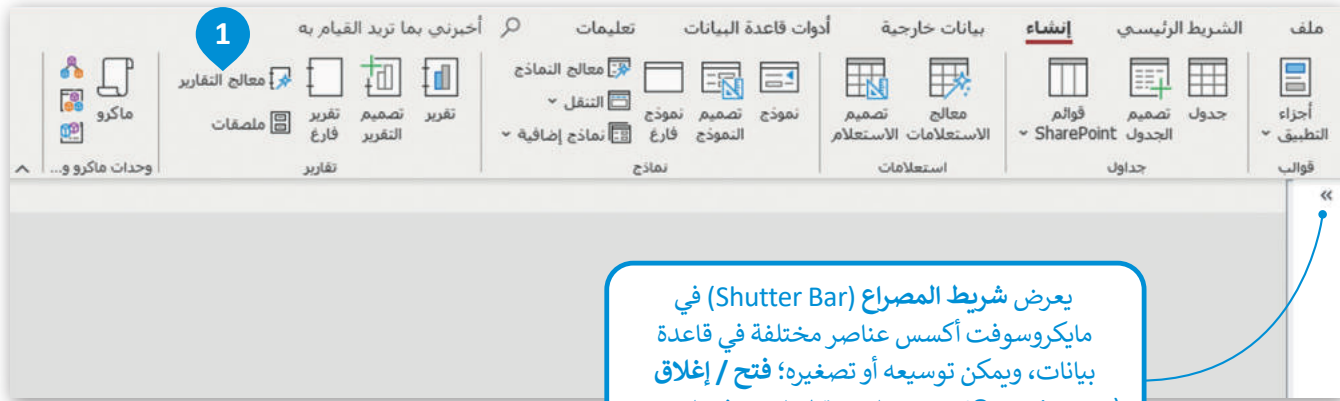 ملف الشريط الرئيسي إنشاء بيانات خارجية أدوات قاعدة البيانات تعليمات أخبرني بما تريد القيام به
1
أجزاء التطبيق
قوالب
جدول
تصميم الجدول
قوائم SharePoint
جداول
معالج الاستعلامات
تصميم الاستعلام
استعلامات
نموذج
تصميم النموذج
نموذج فارغ
معالج النماذج
التنقل
نماذج إضافية
نماذج
تقرير
تصميم التقرير
تقرير فارغ
معالج التقارير
ملصقات
تقارير
ماكرو
وحدات ماكرو و...
يعرض شريط المصراع (Shutter Bar) في
مايكروسوفت أكسس عناصر مختلفة في قاعدة
بيانات، ويمكن توسيعه أو تصغيره؛ فتح / إغلاق